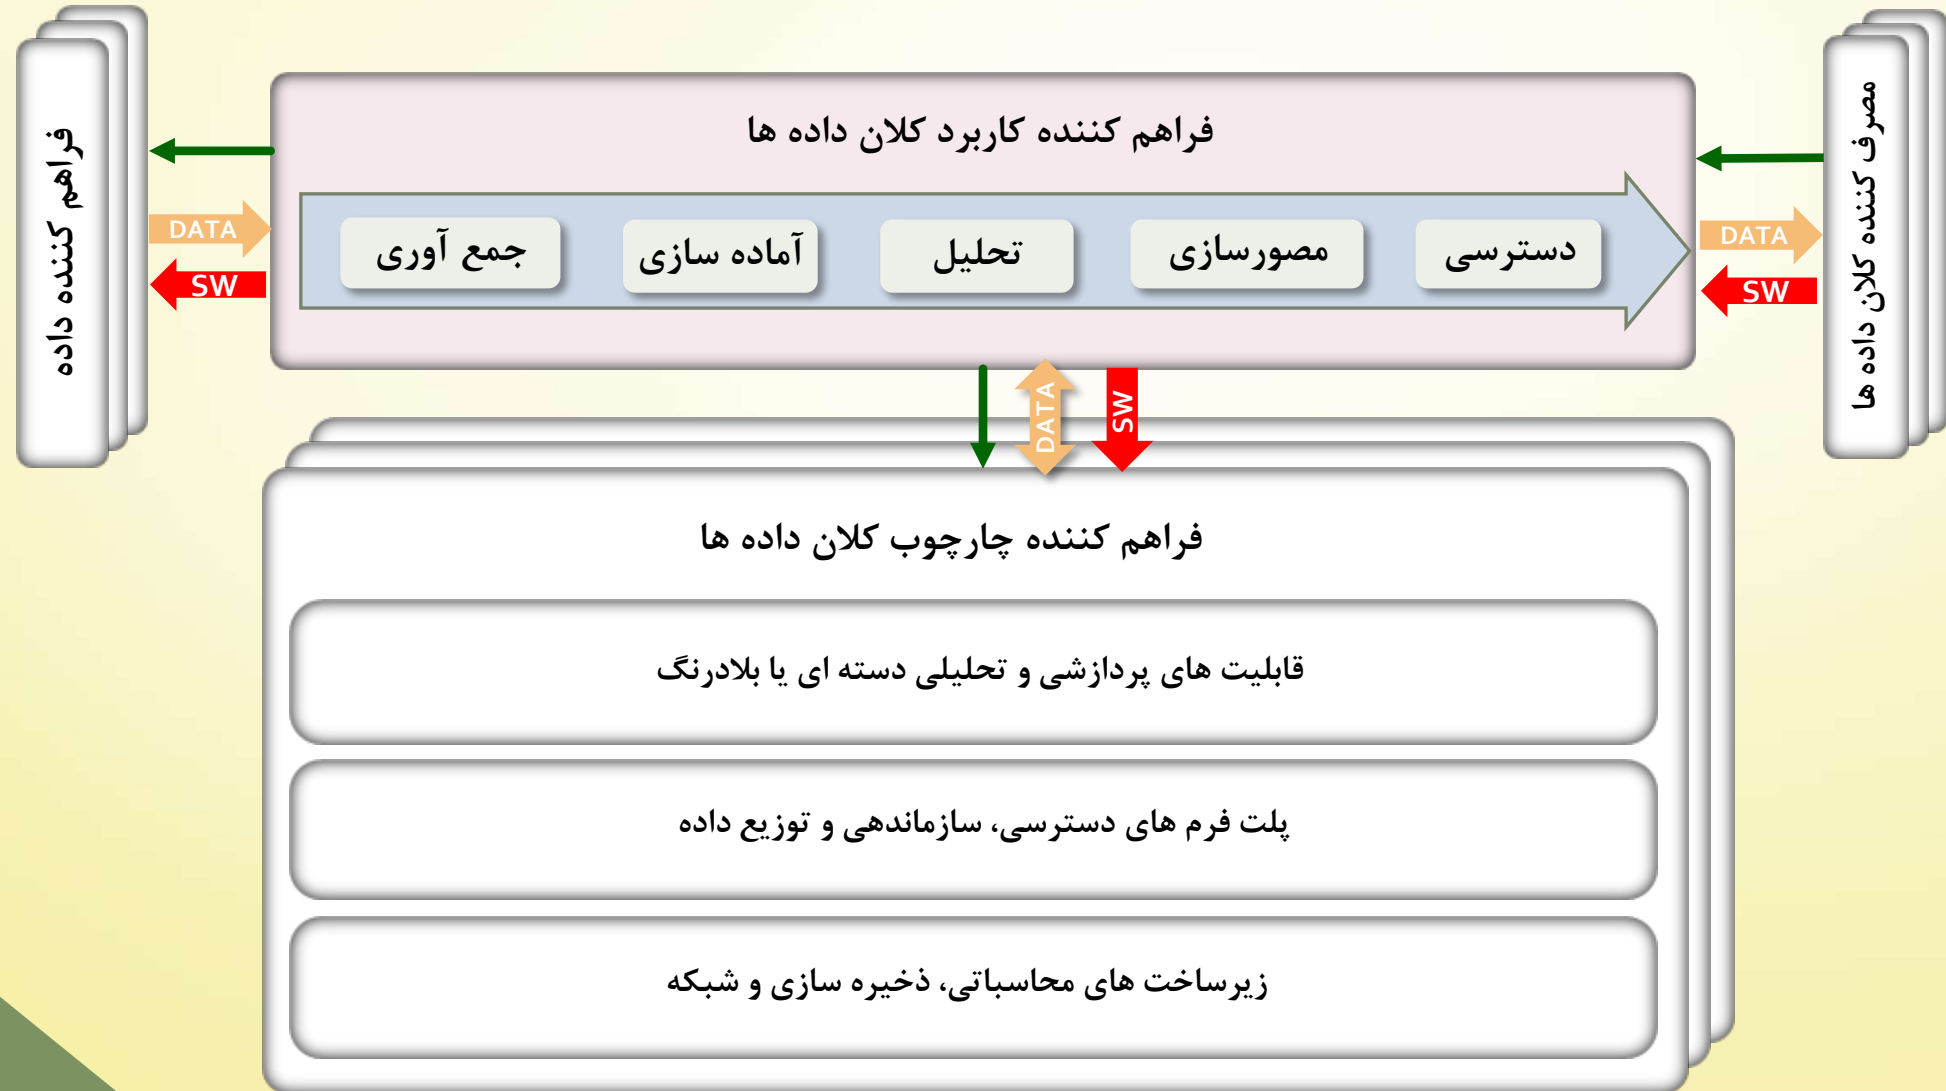 فراهم کننده کاربرد کلان داده ها
فراهم کننده داده
DATA
SW
جمع آوری
آماده سازی
تحلیل
مصورسازی
دسترسی
DATA
SW
مصرف کننده کلان داده ها
DATA
SW
فراهم کننده چارچوب کلان داده ها
قابلیت های پردازشی و تحلیلی دسته ای یا بلادرنگ
پلت فرم های دسترسی، سازماندهی و توزیع داده
زیرساخت های محاسباتی، ذخیره سازی و شبکه